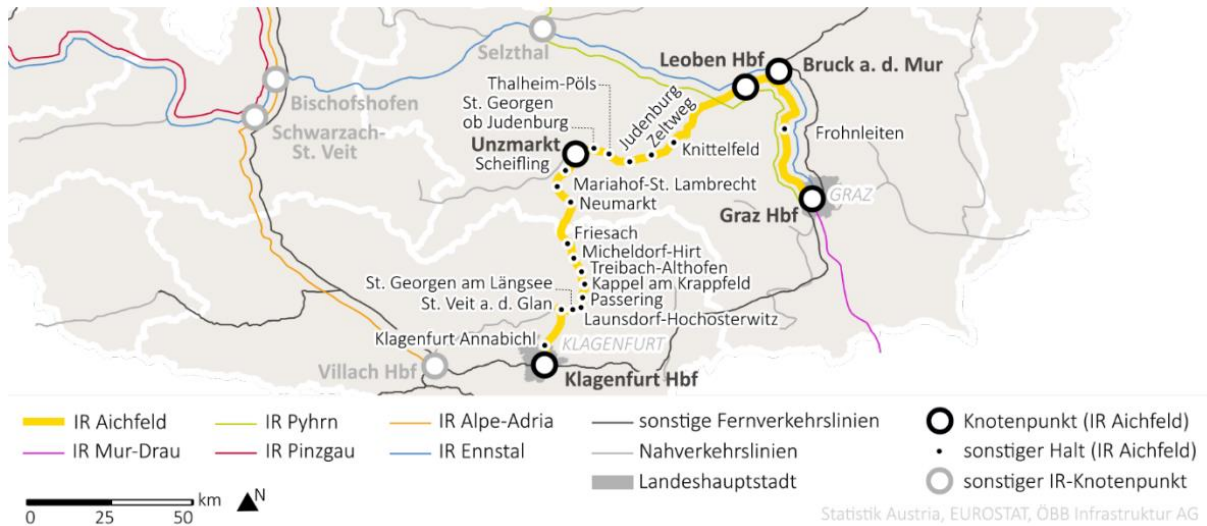 Selzthal
Leoben Hbf
Bruck a. d. Mur
Bischofshofen
Schwarzach-
St. Veit
Thalheim-Pöls
St. Georgen
ob Judenburg
Judenburg
Zeltweg
Unzmarkt
Scheifling
Knittelfeld
Frohnleiten
Mariahof-St. Lambrecht
Neumarkt
GRAZ
Graz Hbf
Friesach
Micheldorf-Hirt
Treibach-Althofen
St. Georgen am Längsee
Kappel am Krappfeld
St. Veit a. d. Glan
Passering
Launsdorf-Hochosterwitz
Klagenfurt Annabichl
KLAGENFURT
Villach Hbf
Klagenfurt Hbf
IR Aichfeld
IR Pyhrn
IR Alpe-Adria
sonstige Fernverkehrslinien
Knotenpunkt (IR Aichfeld)
IR Mur-Drau
IR Pinzgau
IR Ennstal
Nahverkehrslinien
sonstiger Halt (IR Aichfeld)
Landeshauptstadt
sonstiger IR-Knotenpunkt
km
N
0 25 50
Statistik Austria, EUROSTAT, ÖBB Infrastruktur AG